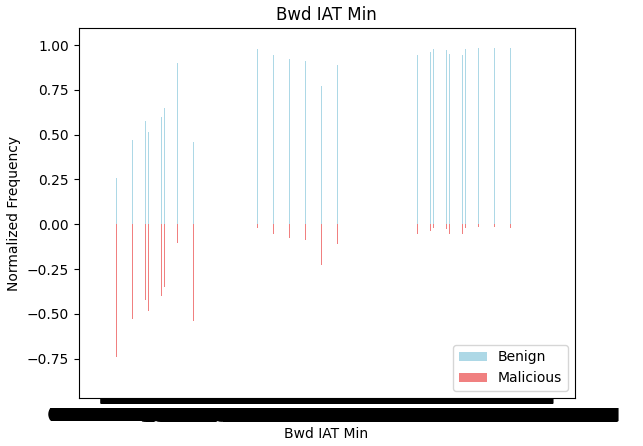 Bwd IAT Min
1.00
0.75
0.50
0.25
0.00
−0.25
−0.50
−0.75
Normalized Frequency
Benign
Malicious
Bwd IAT Min